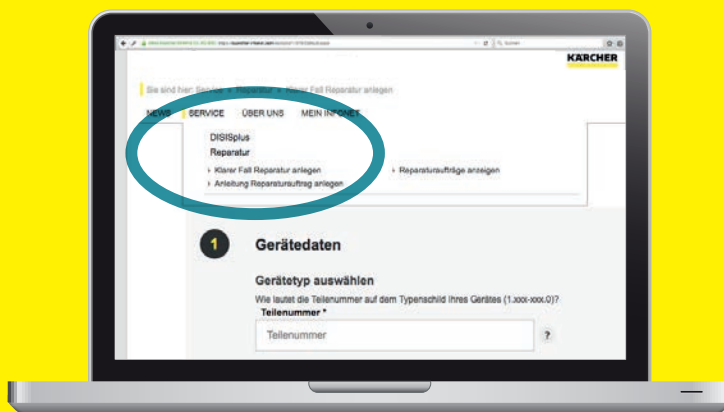 Suchen
KÄRCHER
Sie sind hier: Service » Reparatur » Klarer Fall Reparatur anlegen
NEWS SERVICE ÜBER UNS MEIN INFONET
DISISplus
Reparatur
› Klarer Fall Reparatur anlegen › Reparaturaufträge anzeigen
› Anleitung Reparaturauftrag anlegen
1 Gerätedaten
Gerätetyp auswählen
Wie lautet die Teilenummer auf dem Typenschild Ihres Gerätes (1.xxx-xxx.0)?
Teilenummer *
Teilenummer ?